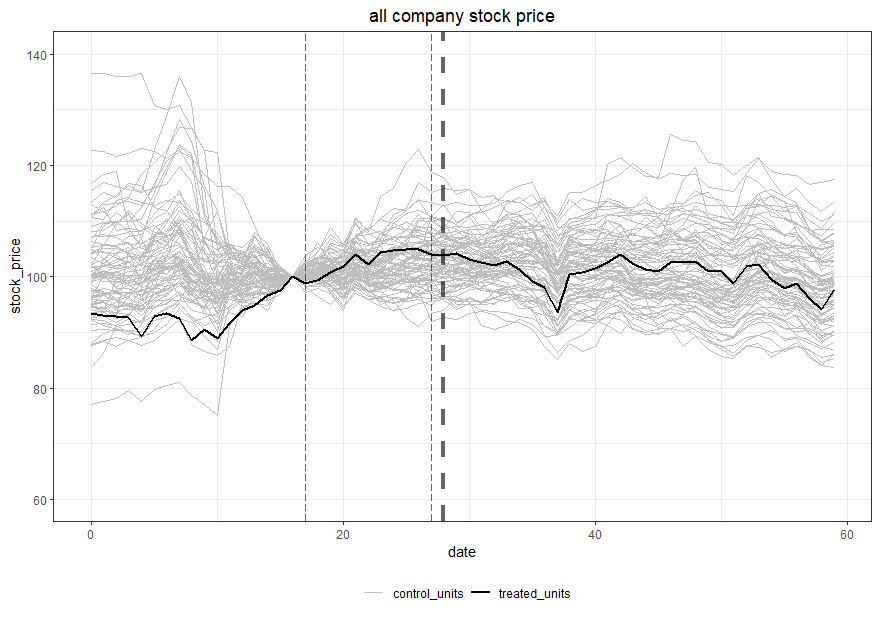 all company stock price
stock_price
140
120
100
80
60
0
20
40
60
date
control_units
treated_units